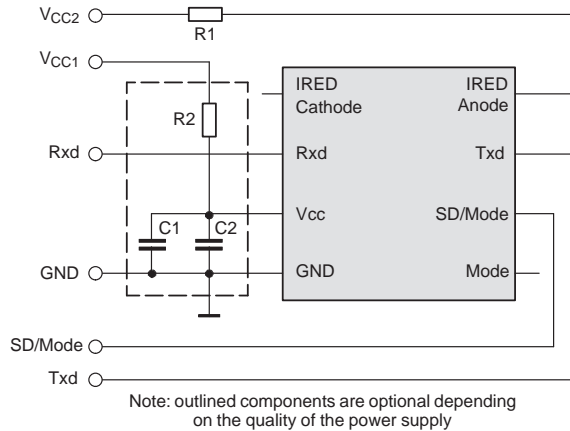 VCC2
R1
VCC1
IRED
Cathode
IRED
Anode
R2
Rxd
Rxd
Txd
Vcc
SD/Mode
C1
C2
GND
GND
Mode
SD/Mode
Txd
Note: outlined components are optional depending
on the quality of the power supply